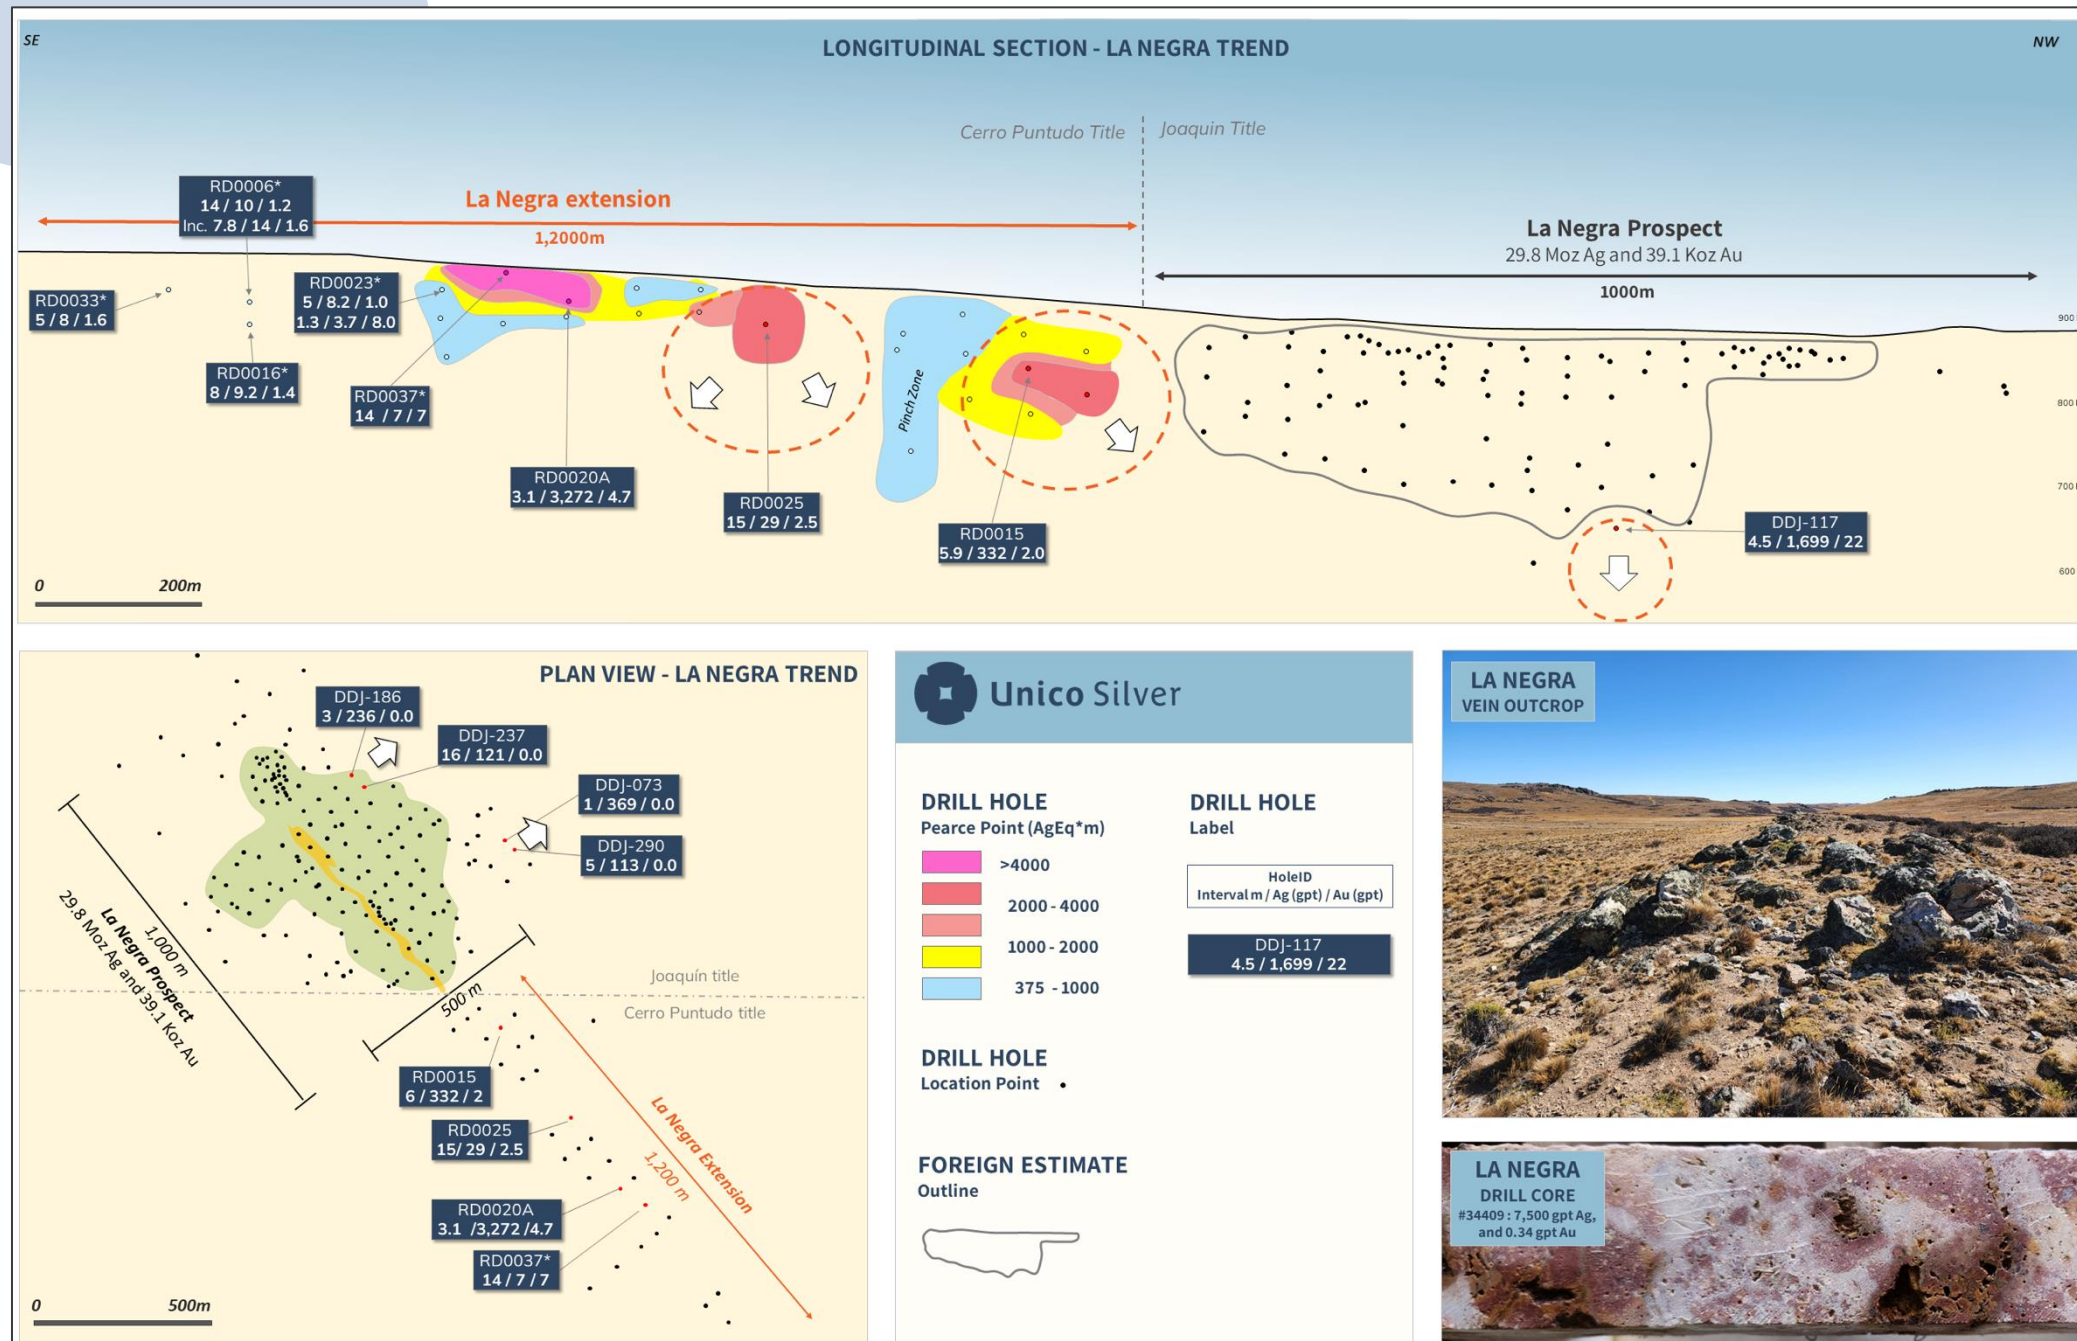 SE
LONGITUDINAL SECTION - LA NEGRA TREND
NW
Cerro Puntudo Title
Joaquin Title
RD0006*
14 / 10 / 1.2
Inc. 7.8 / 14 / 1.6
La Negra extension
1,2000m
La Negra Prospect
29.8 Moz Ag and 39.1 Koz Au
1000m
RD0033*
5 / 8 / 1.6
RD0023*
5 / 8.2 / 1.0
1.3 / 3.7 / 8.0
RD0016*
8 / 9.2 / 1.4
RD0037*
14 / 7 / 7
RD0020A
3.1 / 3,272 / 4.7
RD0025
15 / 29 / 2.5
Pinch Zone
RD0015
5.9 / 332 / 2.0
DDJ-117
4.5 / 1,699 / 22
900
800
700
600
0 200m
PLAN VIEW - LA NEGRA TREND
DDJ-186
3 / 236 / 0.0
DDJ-237
16 / 121 / 0.0
DDJ-073
1 / 369 / 0.0
DDJ-290
5 / 113 / 0.0
1,000 m
La Negra Prospect
29.8 Moz Ag and 39.1 Koz Au
500 m
Joaquín title
Cerro Puntudo title
RD0015
6 / 332 / 2
RD0025
15/ 29 / 2.5
La Negra Extension
1,200 m
RD0020A
3.1 /3,272 /4.7
RD0037*
14 / 7 / 7
0 500m
Unico Silver
DRILL HOLE
Pearce Point (AgEq*m)
>4000
2000 - 4000
1000 - 2000
375 - 1000
DRILL HOLE
Label
HoleID
Interval m / Ag (gpt) / Au (gpt)
DDJ-117
4.5 / 1,699 / 22
DRILL HOLE
Location Point
FOREIGN ESTIMATE
Outline
LA NEGRA
VEIN OUTCROP
LA NEGRA
DRILL CORE
#34409 : 7,500 gpt Ag,
and 0.34 gpt Au